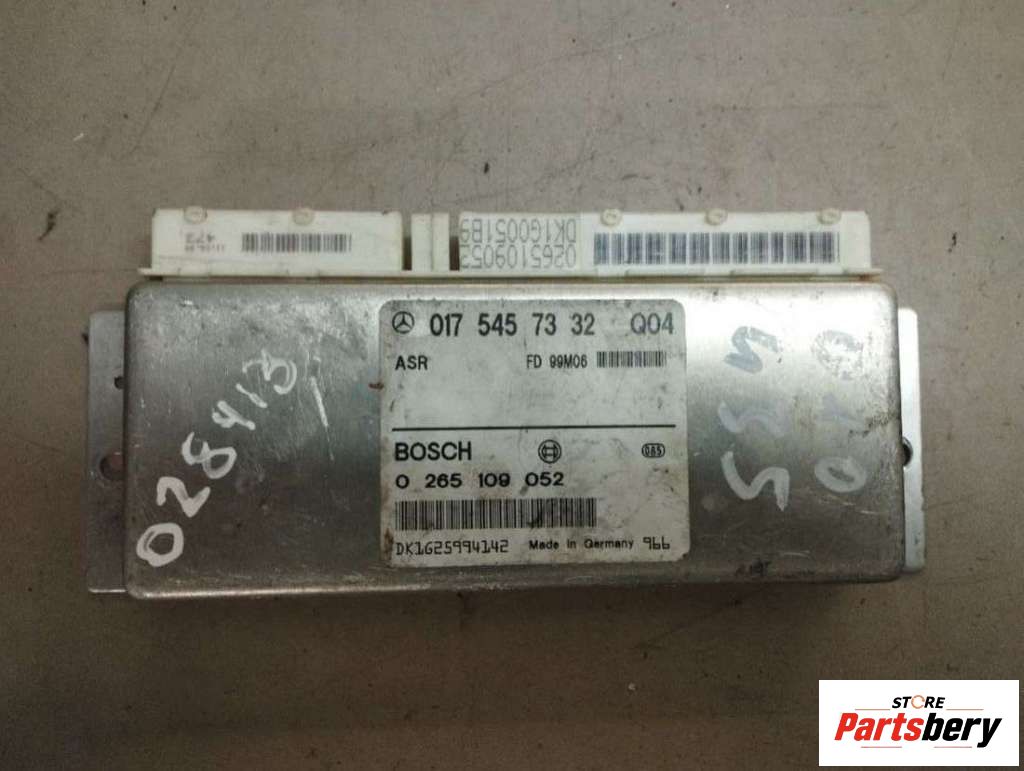 473
0265109052
DK1G0051B9
017 545 73 32 Q04
ASR FD 99M06
BOSCH
0 265 109 052
DK1G25994142 Made in Germany 966
028413
STORE
Partsbery